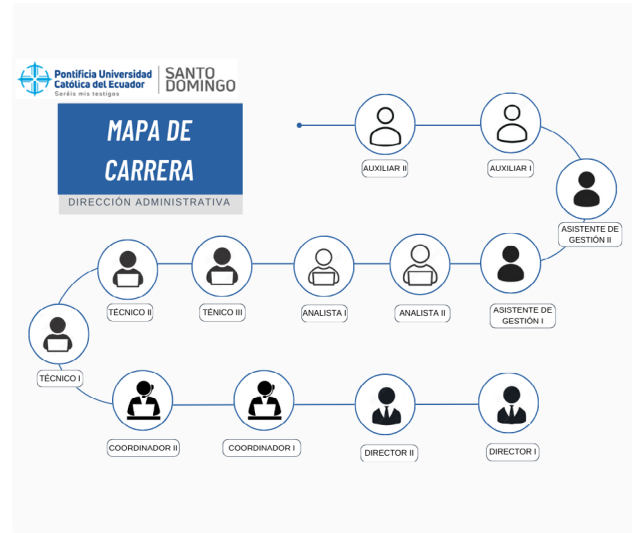 Pontificia Universidad
Católica del Ecuador
Seréis mis testigos
SANTO
DOMINGO
MAPA DE
CARRERA
DIRECCIÓN ADMINISTRATIVA
AUXILIAR II
AUXILIAR I
ASISTENTE DE
GESTIÓN II
TÉCNICO II
TÉNICO III
ANALISTA I
ANALISTA II
ASISTENTE DE
GESTIÓN I
TÉCNICO I
COORDINADOR II
COORDINADOR I
DIRECTOR II
DIRECTOR I